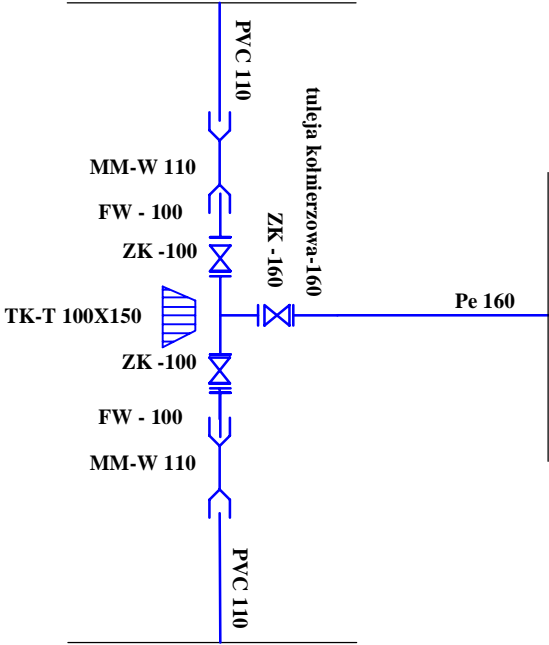 PVC 110
MM-W 110
FW - 100
ZK -100
ZK -160
tuleja kołnierzowa-160
TK-T 100X150
Pe 160
ZK -100
FW - 100
MM-W 110
PVC 110